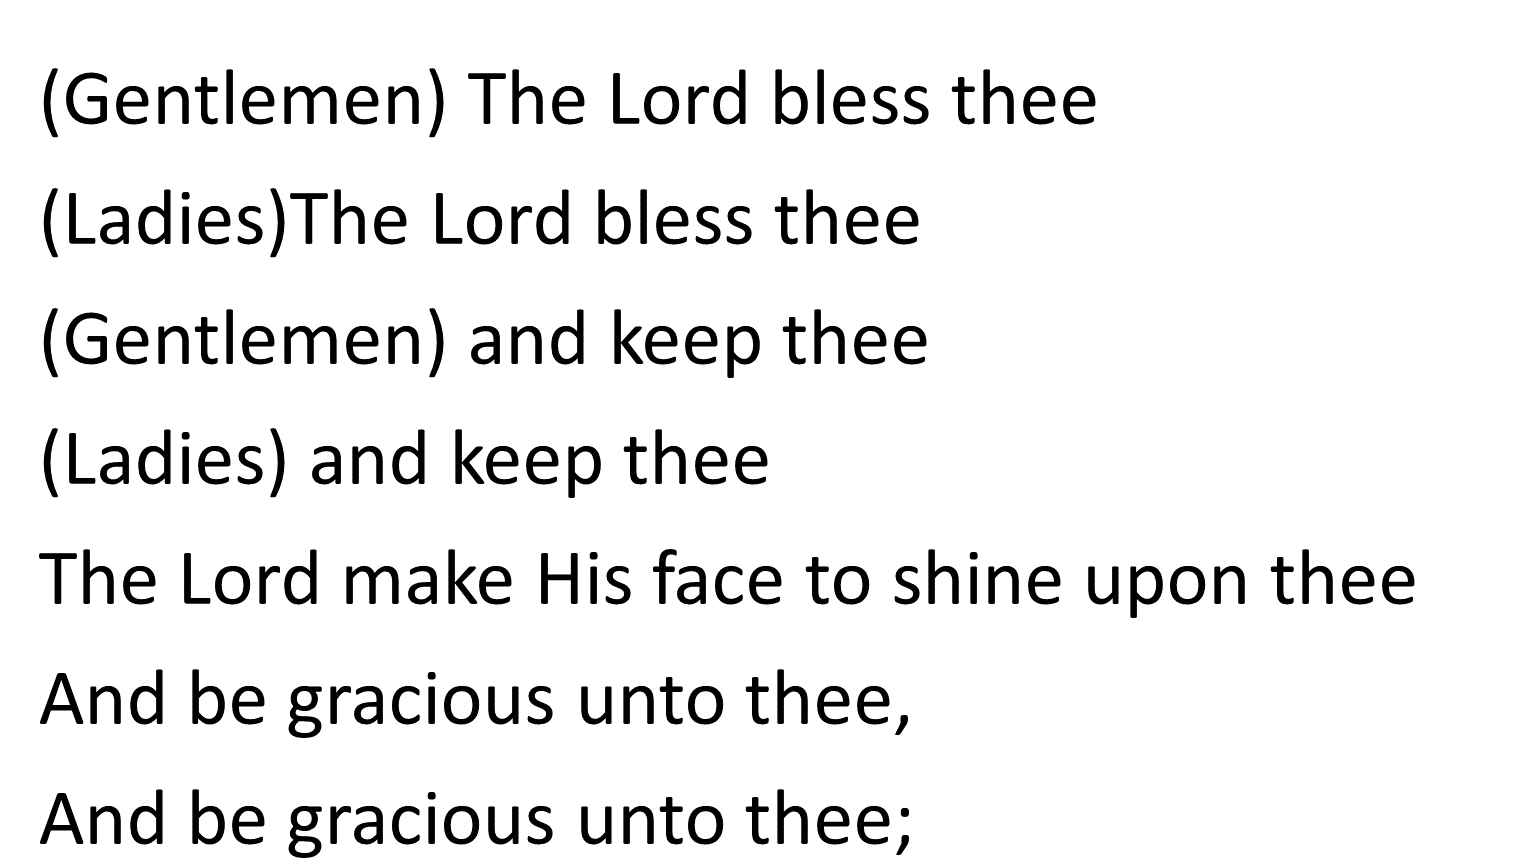 (Gentlemen) The Lord bless thee
(Ladies)The Lord bless thee
(Gentlemen) and keep thee
(Ladies) and keep thee
The Lord make His face to shine upon thee
And be gracious unto thee,
And be gracious unto thee;